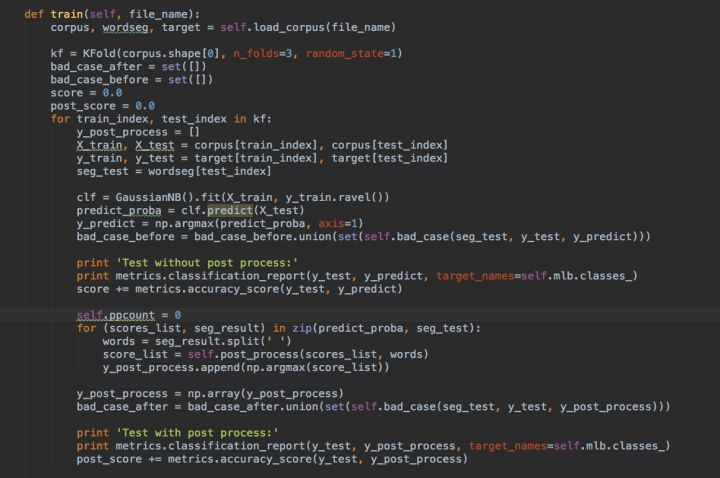 def train(self, file_name):
    corpus, wordseg, target = self.load_corpus(file_name)
    kf = KFold(corpus.shape[0], n_folds=3, random_state=1)
    bad_case_after = set([])
    bad_case_before = set([])
    score = 0.0
    post_score = 0.0
    for train_index, test_index in kf:
        y_post_process = []
        X_train, X_test = corpus[train_index], corpus[test_index]
        y_train, y_test = target[train_index], target[test_index]
        seg_test = wordseg[test_index]
        clf = GaussianNB().fit(X_train, y_train.ravel())
        predict_proba = clf.predict(X_test)
        y_predict = np.argmax(predict_proba, axis=1)
        bad_case_before = bad_case_before.union(set(self.bad_case(seg_test, y_test, y_predict)))
        print 'Test without post process:'
        print metrics.classification_report(y_test, y_predict, target_names=self.mlb.classes_)
        score += metrics.accuracy_score(y_test, y_predict)
        self.ppcount = 0
        for (scores_list, seg_result) in zip(predict_proba, seg_test):
            words = seg_result.split(' ')
            score_list = self.post_process(scores_list, words)
            y_post_process.append(np.argmax(score_list))
        y_post_process = np.array(y_post_process)
        bad_case_after = bad_case_after.union(set(self.bad_case(seg_test, y_test, y_post_process)))
        print 'Test with post process:'
        print metrics.classification_report(y_test, y_post_process, target_names=self.mlb.classes_)
        post_score += metrics.accuracy_score(y_test, y_post_process)